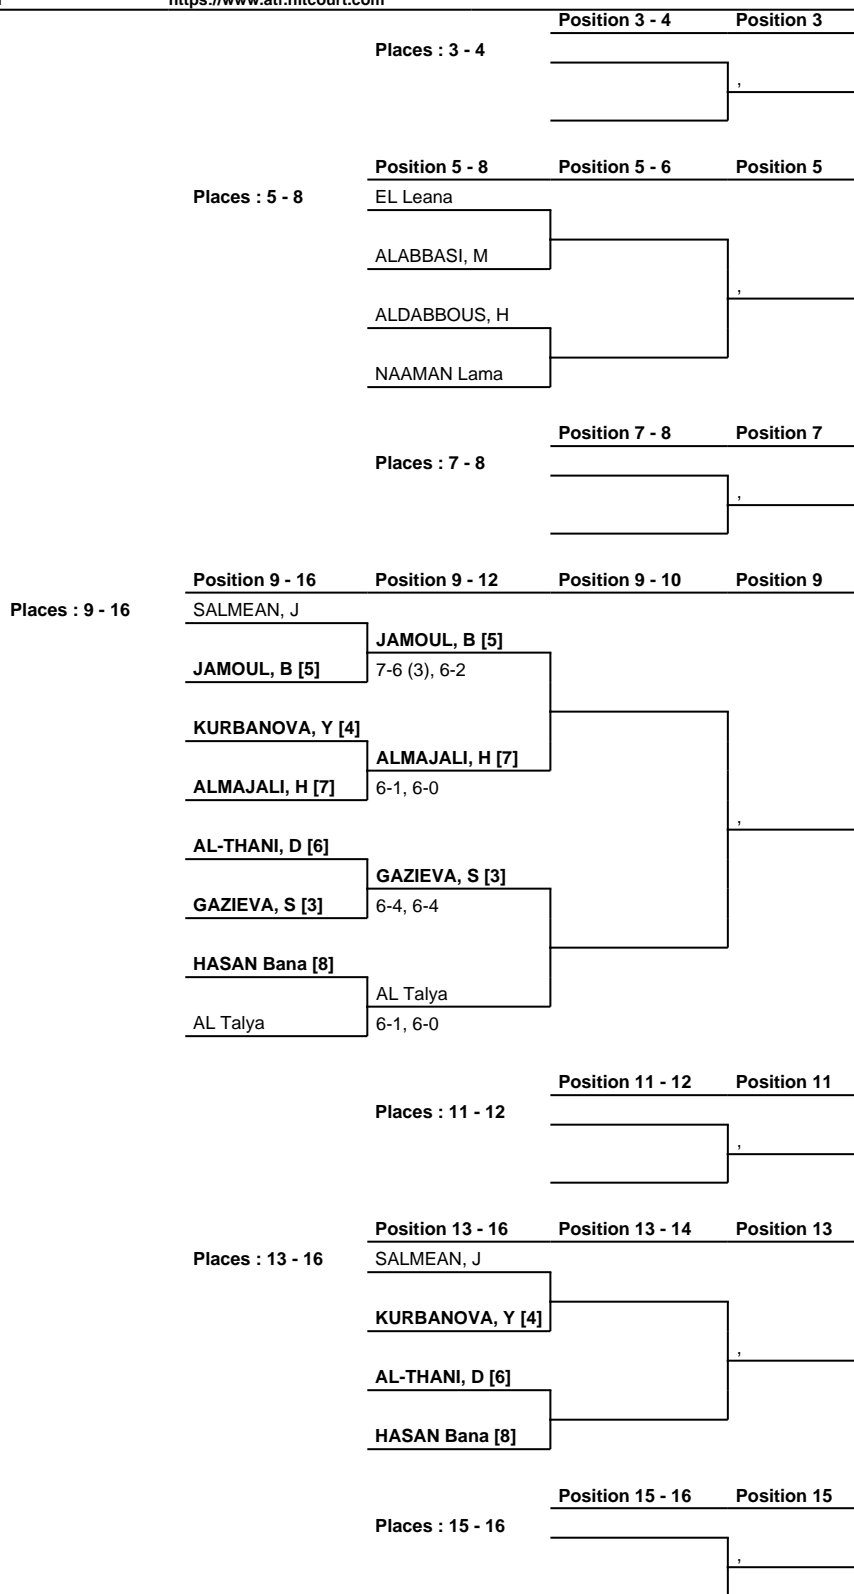 https://www.atf.hitcourt.com
Position 3 - 4 Position 3
Places : 3 - 4
,
Position 5 - 8 Position 5 - 6 Position 5
Places : 5 - 8 EL Leana
ALABBASI, M
,
ALDABBOUS, H
NAAMAN Lama
Position 7 - 8 Position 7
Places : 7 - 8
,
Position 9 - 16 Position 9 - 12 Position 9 - 10 Position 9
Places : 9 - 16 SALMEAN, J
JAMOUL, B [5]
JAMOUL, B [5] 7-6 (3), 6-2
KURBANOVA, Y [4]
ALMAJALI, H [7]
ALMAJALI, H [7] 6-1, 6-0
,
AL-THANI, D [6]
GAZIEVA, S [3]
GAZIEVA, S [3] 6-4, 6-4
HASAN Bana [8]
AL Talya
AL Talya 6-1, 6-0
Position 11 - 12 Position 11
Places : 11 - 12
,
Position 13 - 16 Position 13 - 14 Position 13
Places : 13 - 16 SALMEAN, J
KURBANOVA, Y [4]
,
AL-THANI, D [6]
HASAN Bana [8]
Position 15 - 16 Position 15
Places : 15 - 16
,